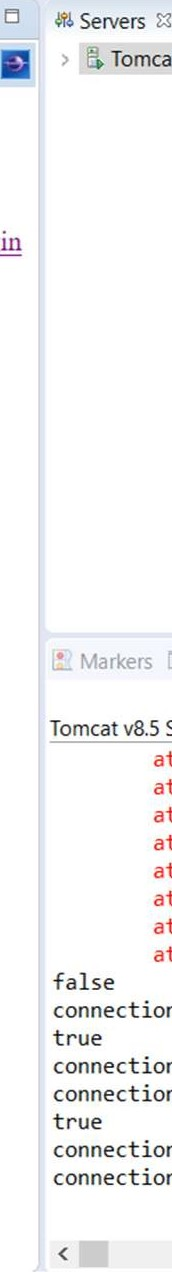 Servers
Tomca
in
Markers
Tomcat v8.5 S
at
at
at
at
at
at
at
at
false
connection
true
connection
connection
true
connection
connection